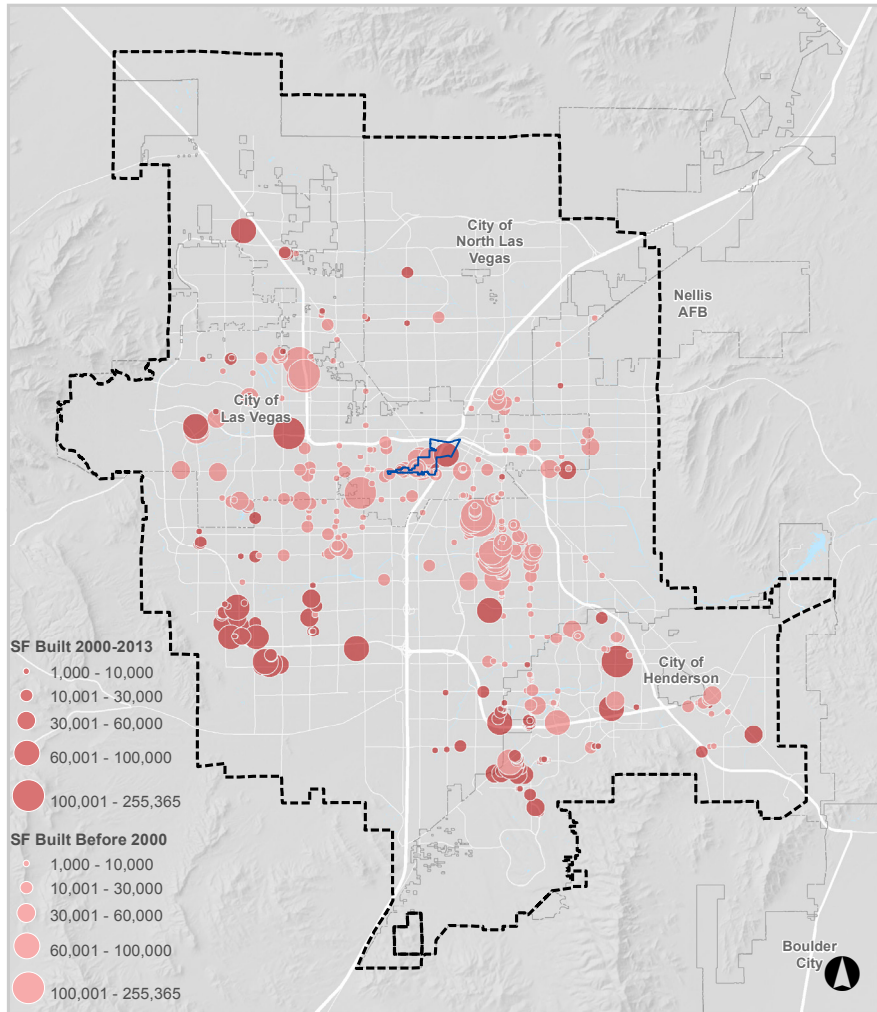 City of
North Las
Vegas
Nellis
AFB
City of
Las Vegas
City of
Henderson
Boulder
City
SF Built 2000-2013
1,000 - 10,000
10,001 - 30,000
30,001 - 60,000
60,001 - 100,000
100,001 - 255,365
SF Built Before 2000
1,000 - 10,000
10,001 - 30,000
30,001 - 60,000
60,001 - 100,000
100,001 - 255,365